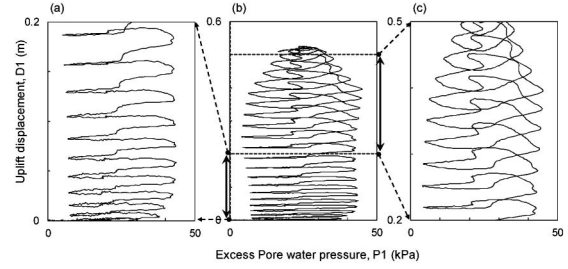 (a) (b) (c)
0.2 0.6 0.5
Uplift displacement, D1 (m)
0 0 0.2
0 50 0 50 0 50
Excess Pore water pressure, P1 (kPa)